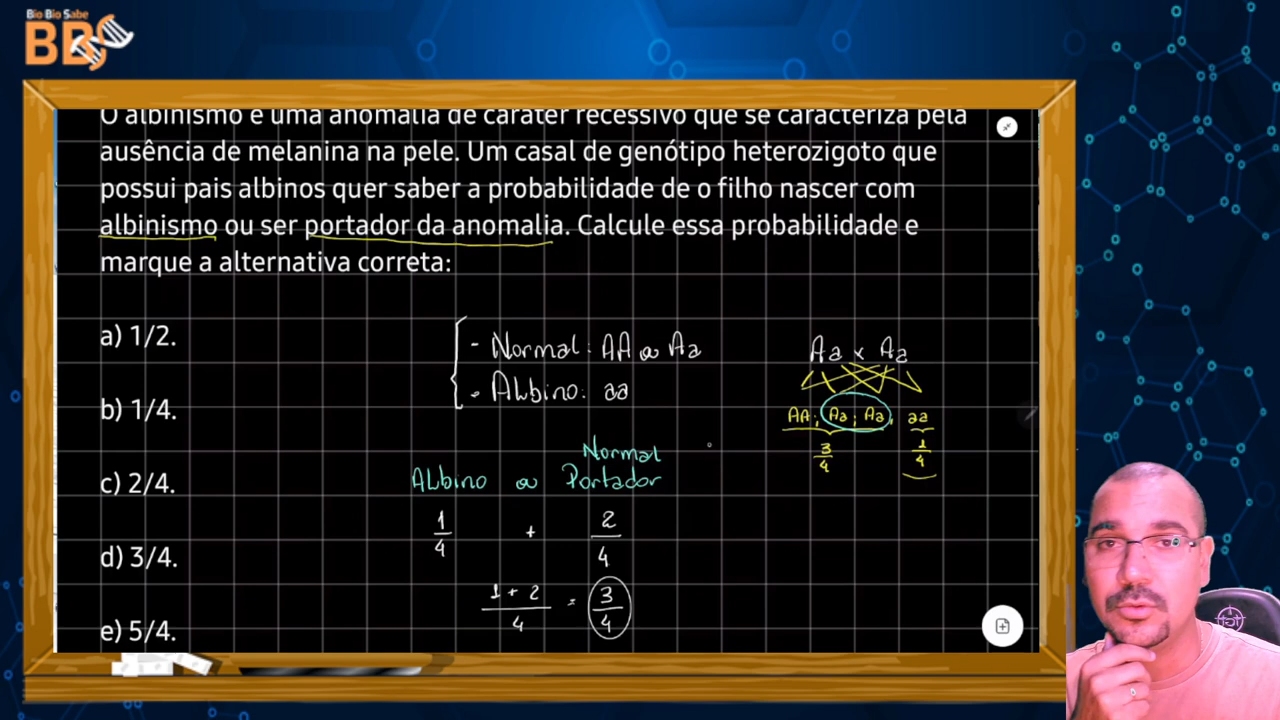 Bio Bio Sabe
BBS
O albinismo é uma anomalia de caráter recessivo que se caracteriza pela
ausência de melanina na pele. Um casal de genótipo heterozigoto que
possui pais albinos quer saber a probabilidade de o filho nascer com
albinismo ou ser portador da anomalia. Calcule essa probabilidade e
marque a alternativa correta:
a) 1/2.
b) 1/4.
c) 2/4.
d) 3/4.
e) 5/4.
- Normal: AA ou Aa
- Albino: aa
Aa x Aa
AA; Aa; Aa; aa
3/4 1/4
Normal
Albino ou Portador
1/4 + 2/4
1 + 2/4 = 3/4